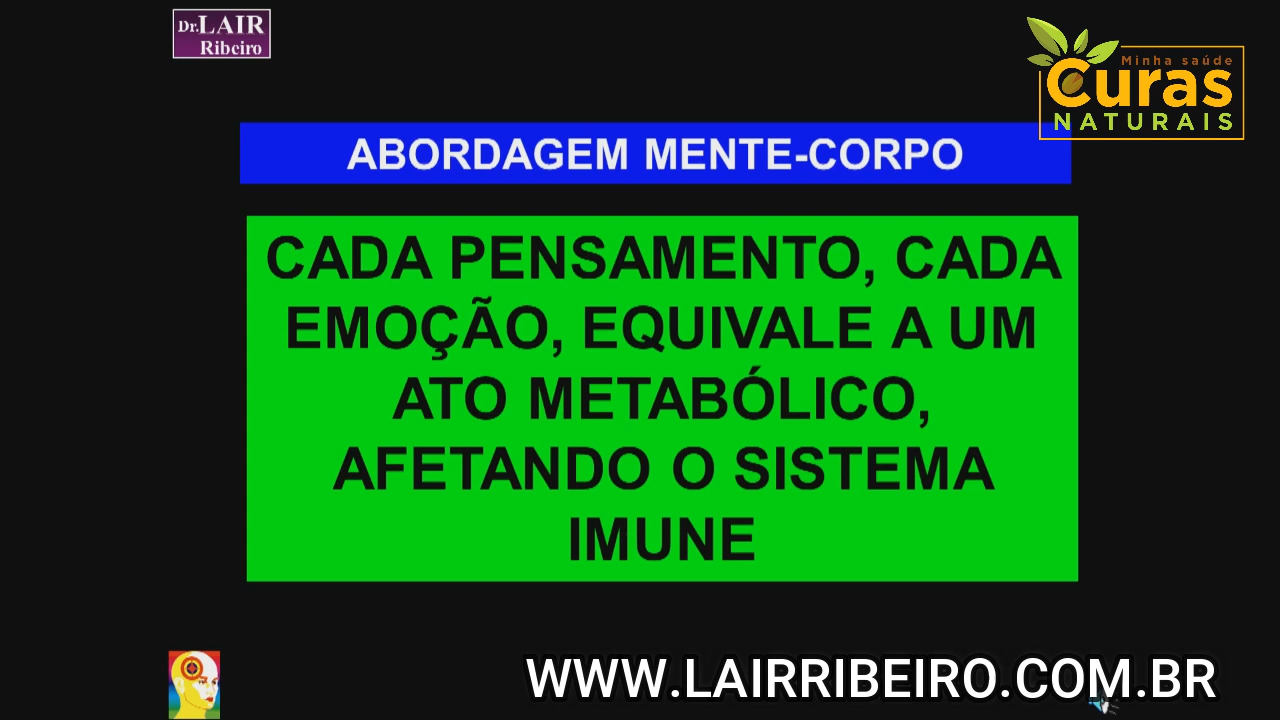 Dr.LAIR
Ribeiro
Minha saúde
Curas
NATURAIS
ABORDAGEM MENTE-CORPO
CADA PENSAMENTO, CADA
EMOÇÃO, EQUIVALE A UM
ATO METABÓLICO,
AFETANDO O SISTEMA
IMUNE
WWW.LAIRRIBEIRO.COM.BR